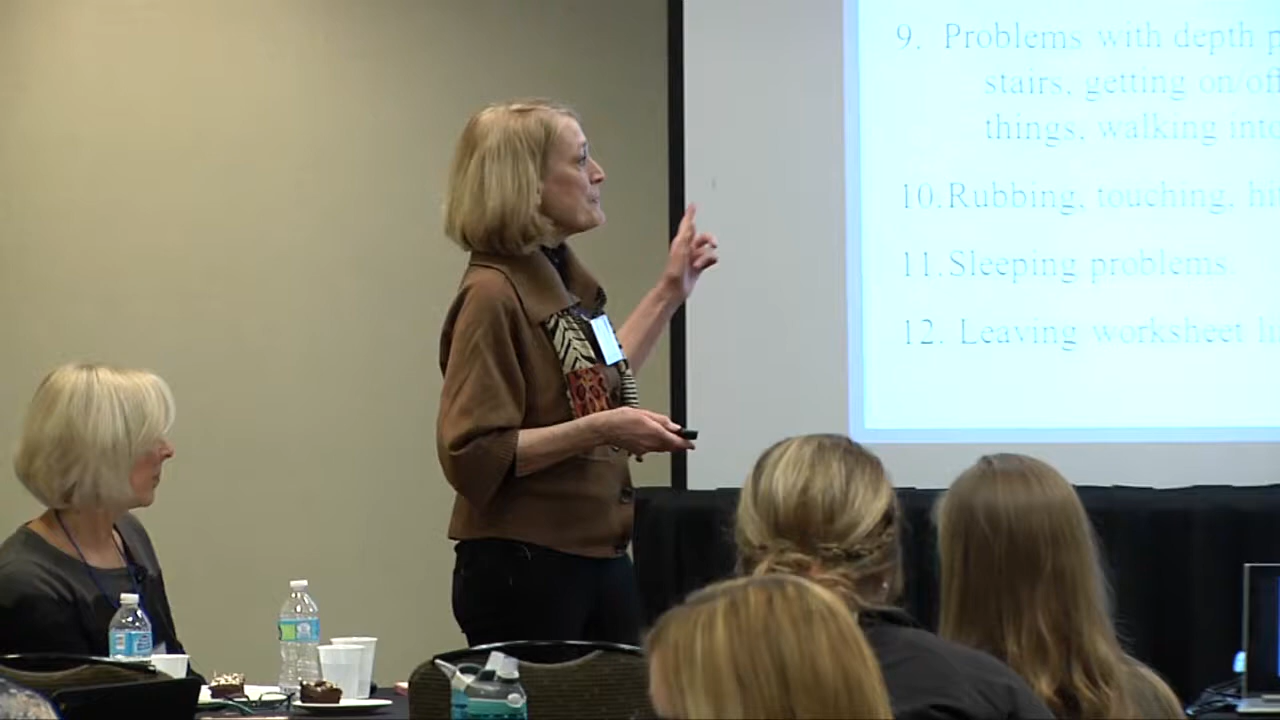 9. Problems with depth
stairs, getting on/off
things, walking into
10. Rubbing, touching,
11. Sleeping problems.
12. Leaving worksheet